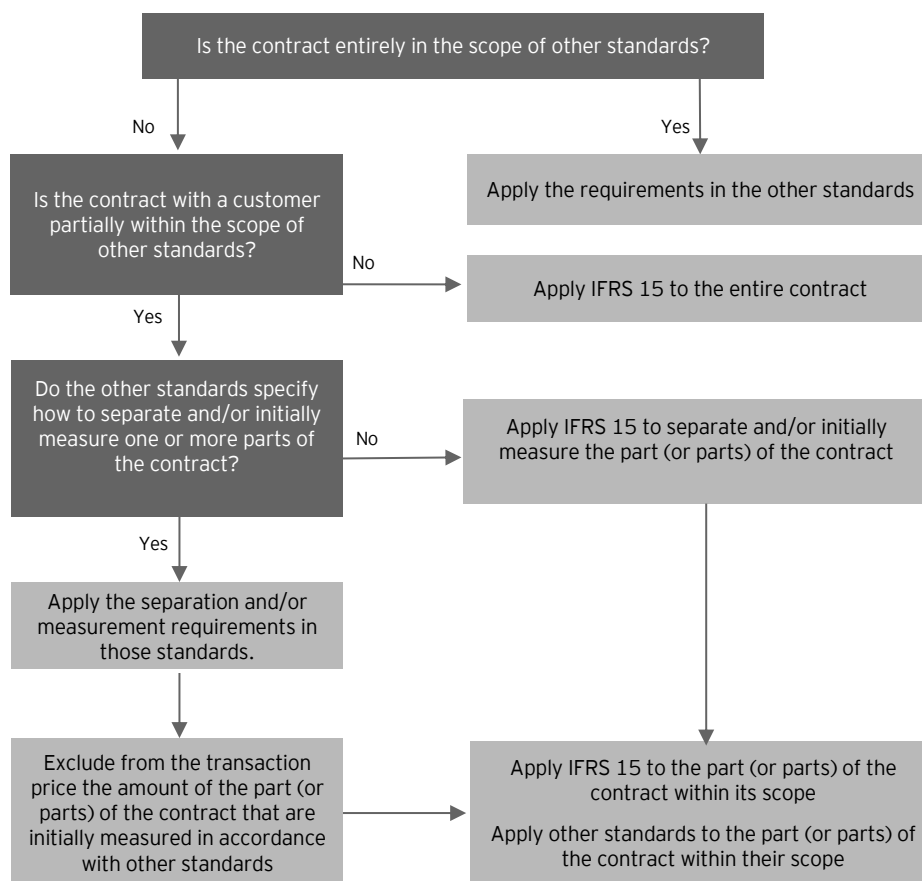 Is the contract entirely in the scope of other standards?
No
Yes
Is the contract with a customer
partially within the scope of
other standards?
Apply the requirements in the other standards
No
Apply IFRS 15 to the entire contract
Yes
Do the other standards specify
how to separate and/or initially
measure one or more parts of
the contract?
No
Apply IFRS 15 to separate and/or initially
measure the part (or parts) of the contract
Yes
Apply the separation and/or
measurement requirements in
those standards.
Exclude from the transaction
price the amount of the part (or
parts) of the contract that are
initially measured in accordance
with other standards
Apply IFRS 15 to the part (or parts) of the
contract within its scope
Apply other standards to the part (or parts) of
the contract within their scope